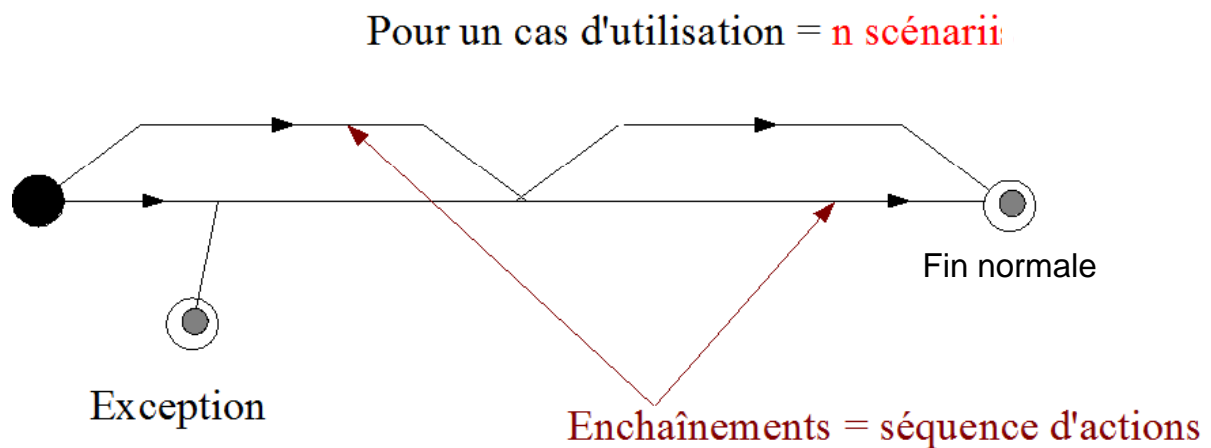 Pour un cas d'utilisation = n scénarii
Fin normale
Exception
Enchaînements = séquence d'actions